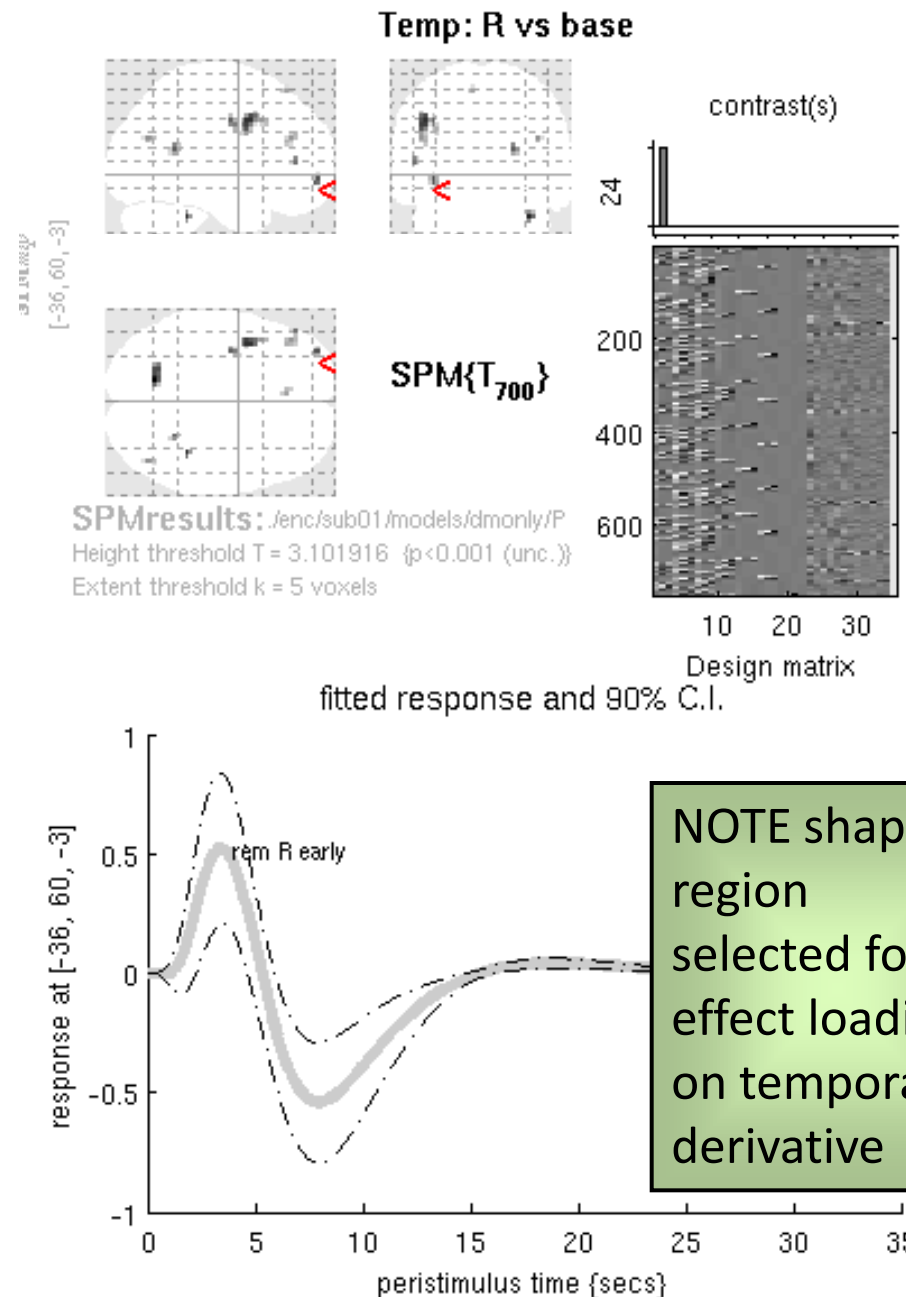 Temp: R vs base
contrast(s)
24
[-36, 60, -3]
<
<
<
SPM{T700}
200
400
600
10 20 30
Design matrix
SPMresults: ./enc/sub01/models/dmonly/P
Height threshold T = 3.101916 {p<0.001 (unc.)}
Extent threshold k = 5 voxels
fitted response and 90% C.I.
response at [-36, 60, -3]
1
0.5
0
-0.5
-1
rem R early
0 5 10 15 20 25 30 35
peristimulus time {secs}
NOTE shap
region
selected fo
effect loadi
on tempora
derivative